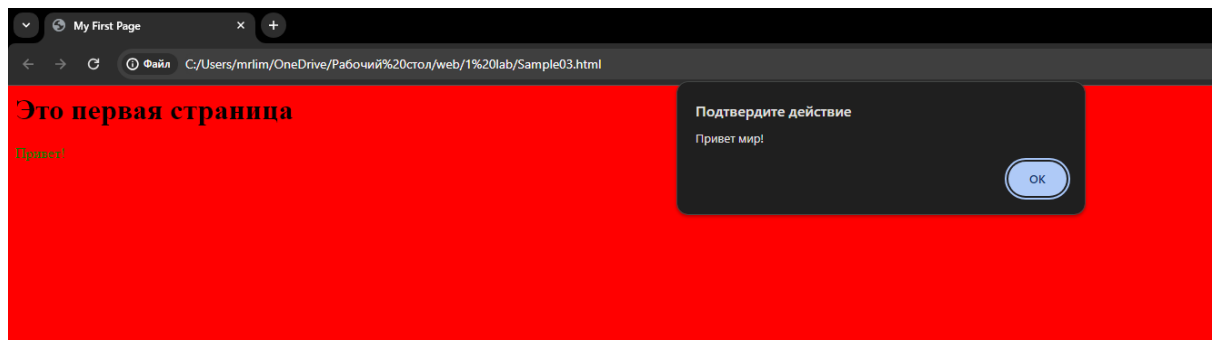 My First Page
Файл C:/Users/mrlim/OneDrive/Рабочий%20стол/web/1%20lab/Sample03.html
Это первая страница
Привет!
Подтвердите действие
Привет мир!
ОК